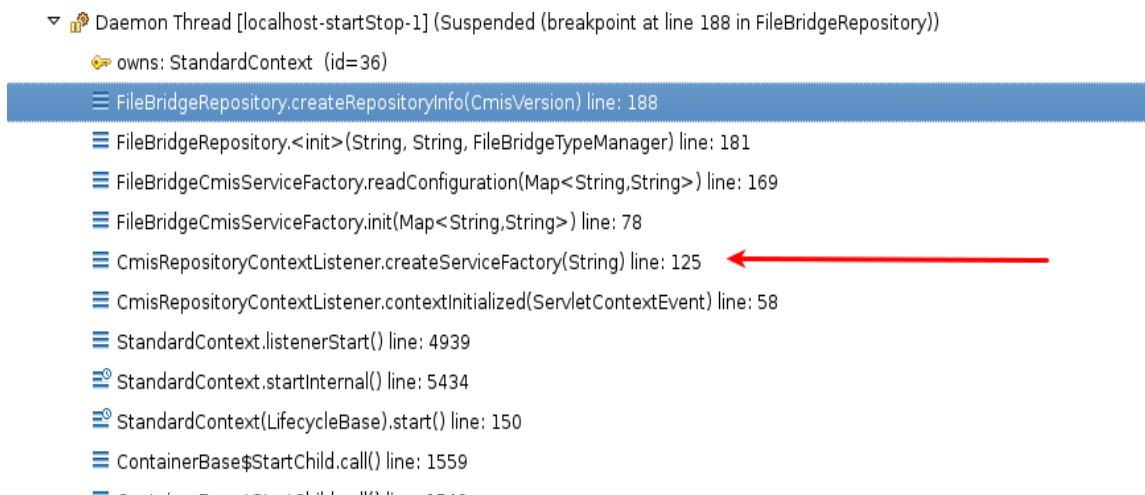 Daemon Thread [localhost-startStop-1] (Suspended (breakpoint at line 188 in FileBridgeRepository))
owns: StandardContext (id=36)
FileBridgeRepository.createRepositoryInfo(CmisVersion) line: 188
FileBridgeRepository.<init>(String, String, FileBridgeTypeManager) line: 181
FileBridgeCmisServiceFactory.readConfiguration(Map<String,String>) line: 169
FileBridgeCmisServiceFactory.init(Map<String,String>) line: 78
CmisRepositoryContextListener.createServiceFactory(String) line: 125
CmisRepositoryContextListener.contextInitialized(ServletContextEvent) line: 58
StandardContext.listenerStart() line: 4939
StandardContext.startInternal() line: 5434
StandardContext(LifecycleBase).start() line: 150
ContainerBase$StartChild.call() line: 1559